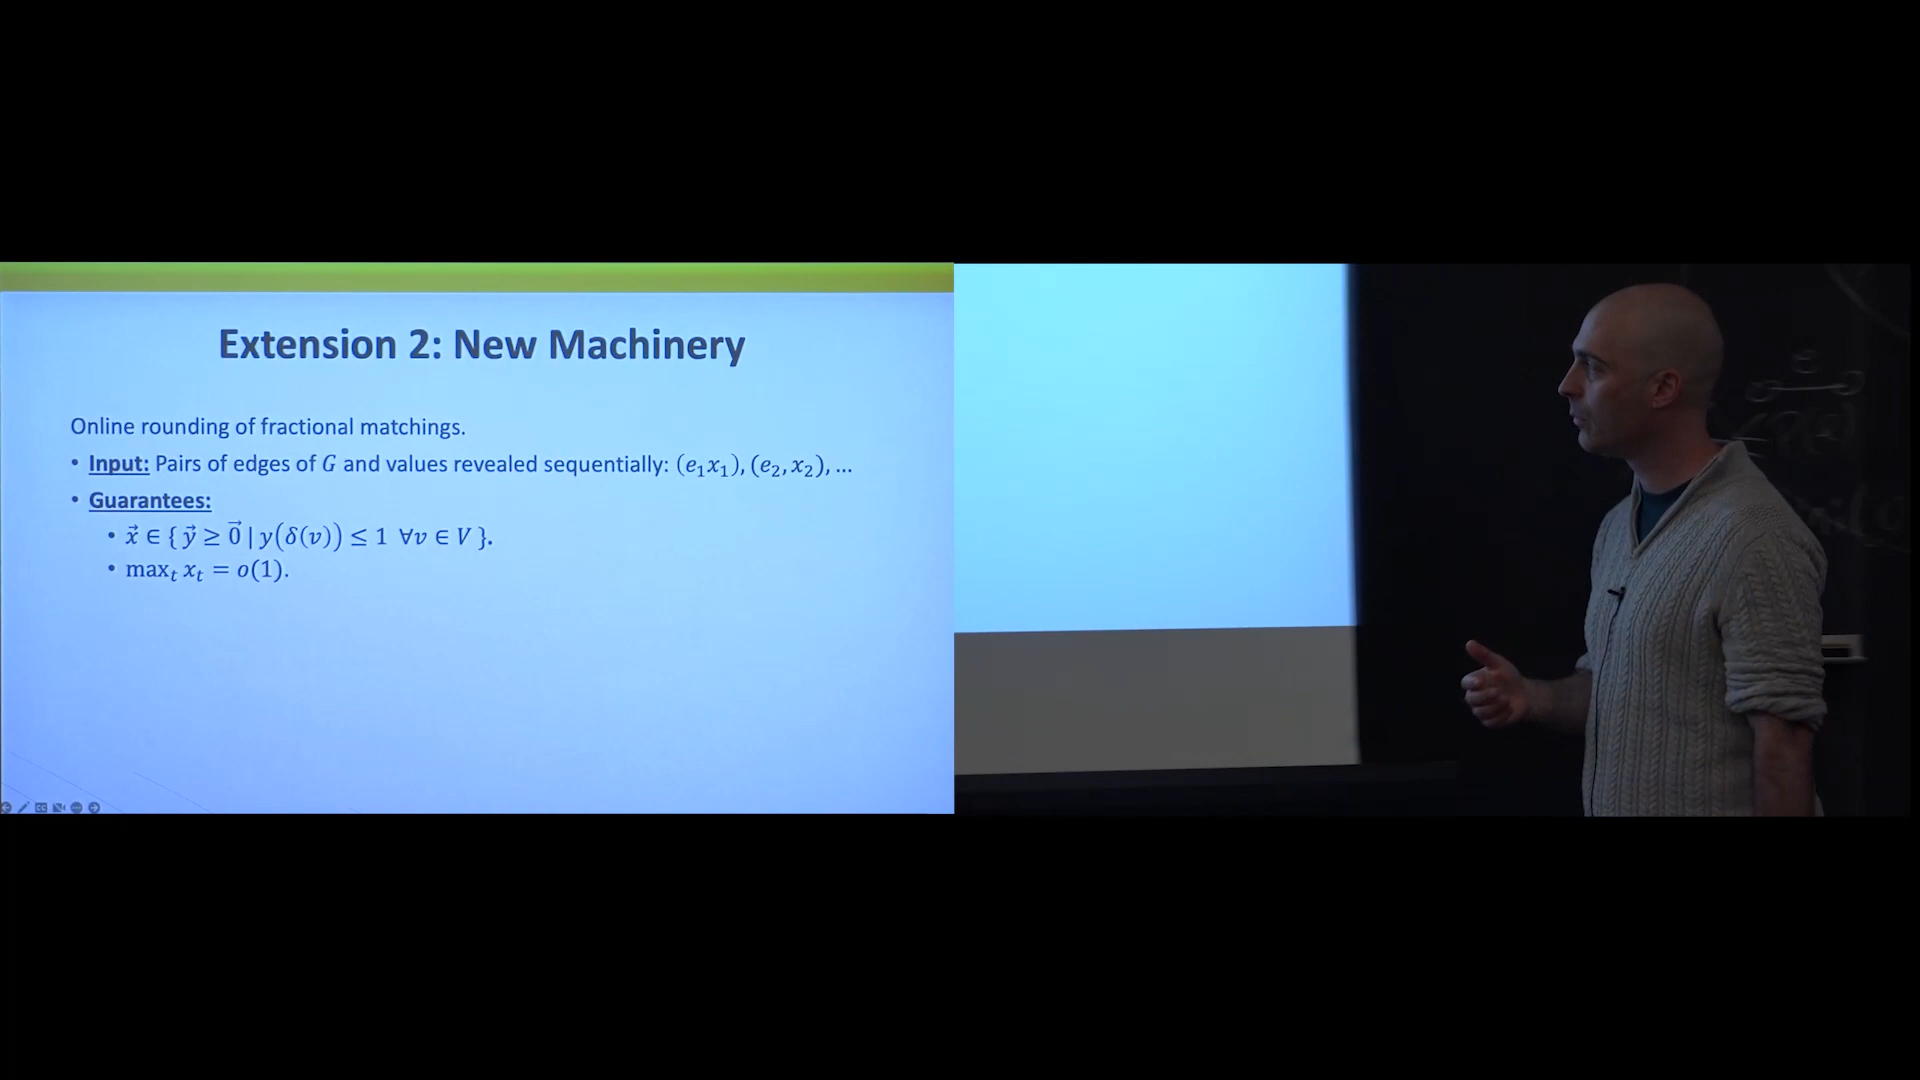 Extension 2: New Machinery
Online rounding of fractional matchings.
• Input: Pairs of edges of G and values revealed sequentially: (e₁x₁), (e₂, x₂), ...
• Guarantees:
• x⃗ ∈ { y⃗ ≥ 0⃗ | y(δ(v)) ≤ 1 ∀v ∈ V }.
• maxₜ xₜ = o(1).